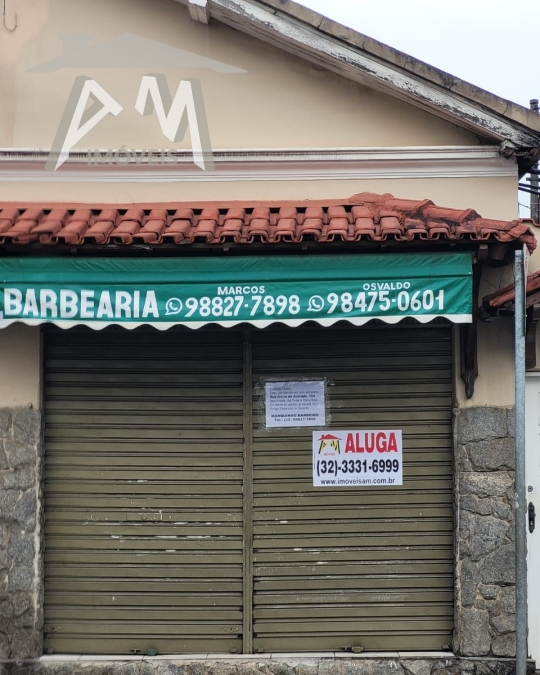 AM
IMÓVEIS
BARBEARIA
MARCOS
98827-7898
OSVALDO
98475-0601
ALUGA
(32)-3331-6999
www.imoveisam.com.br